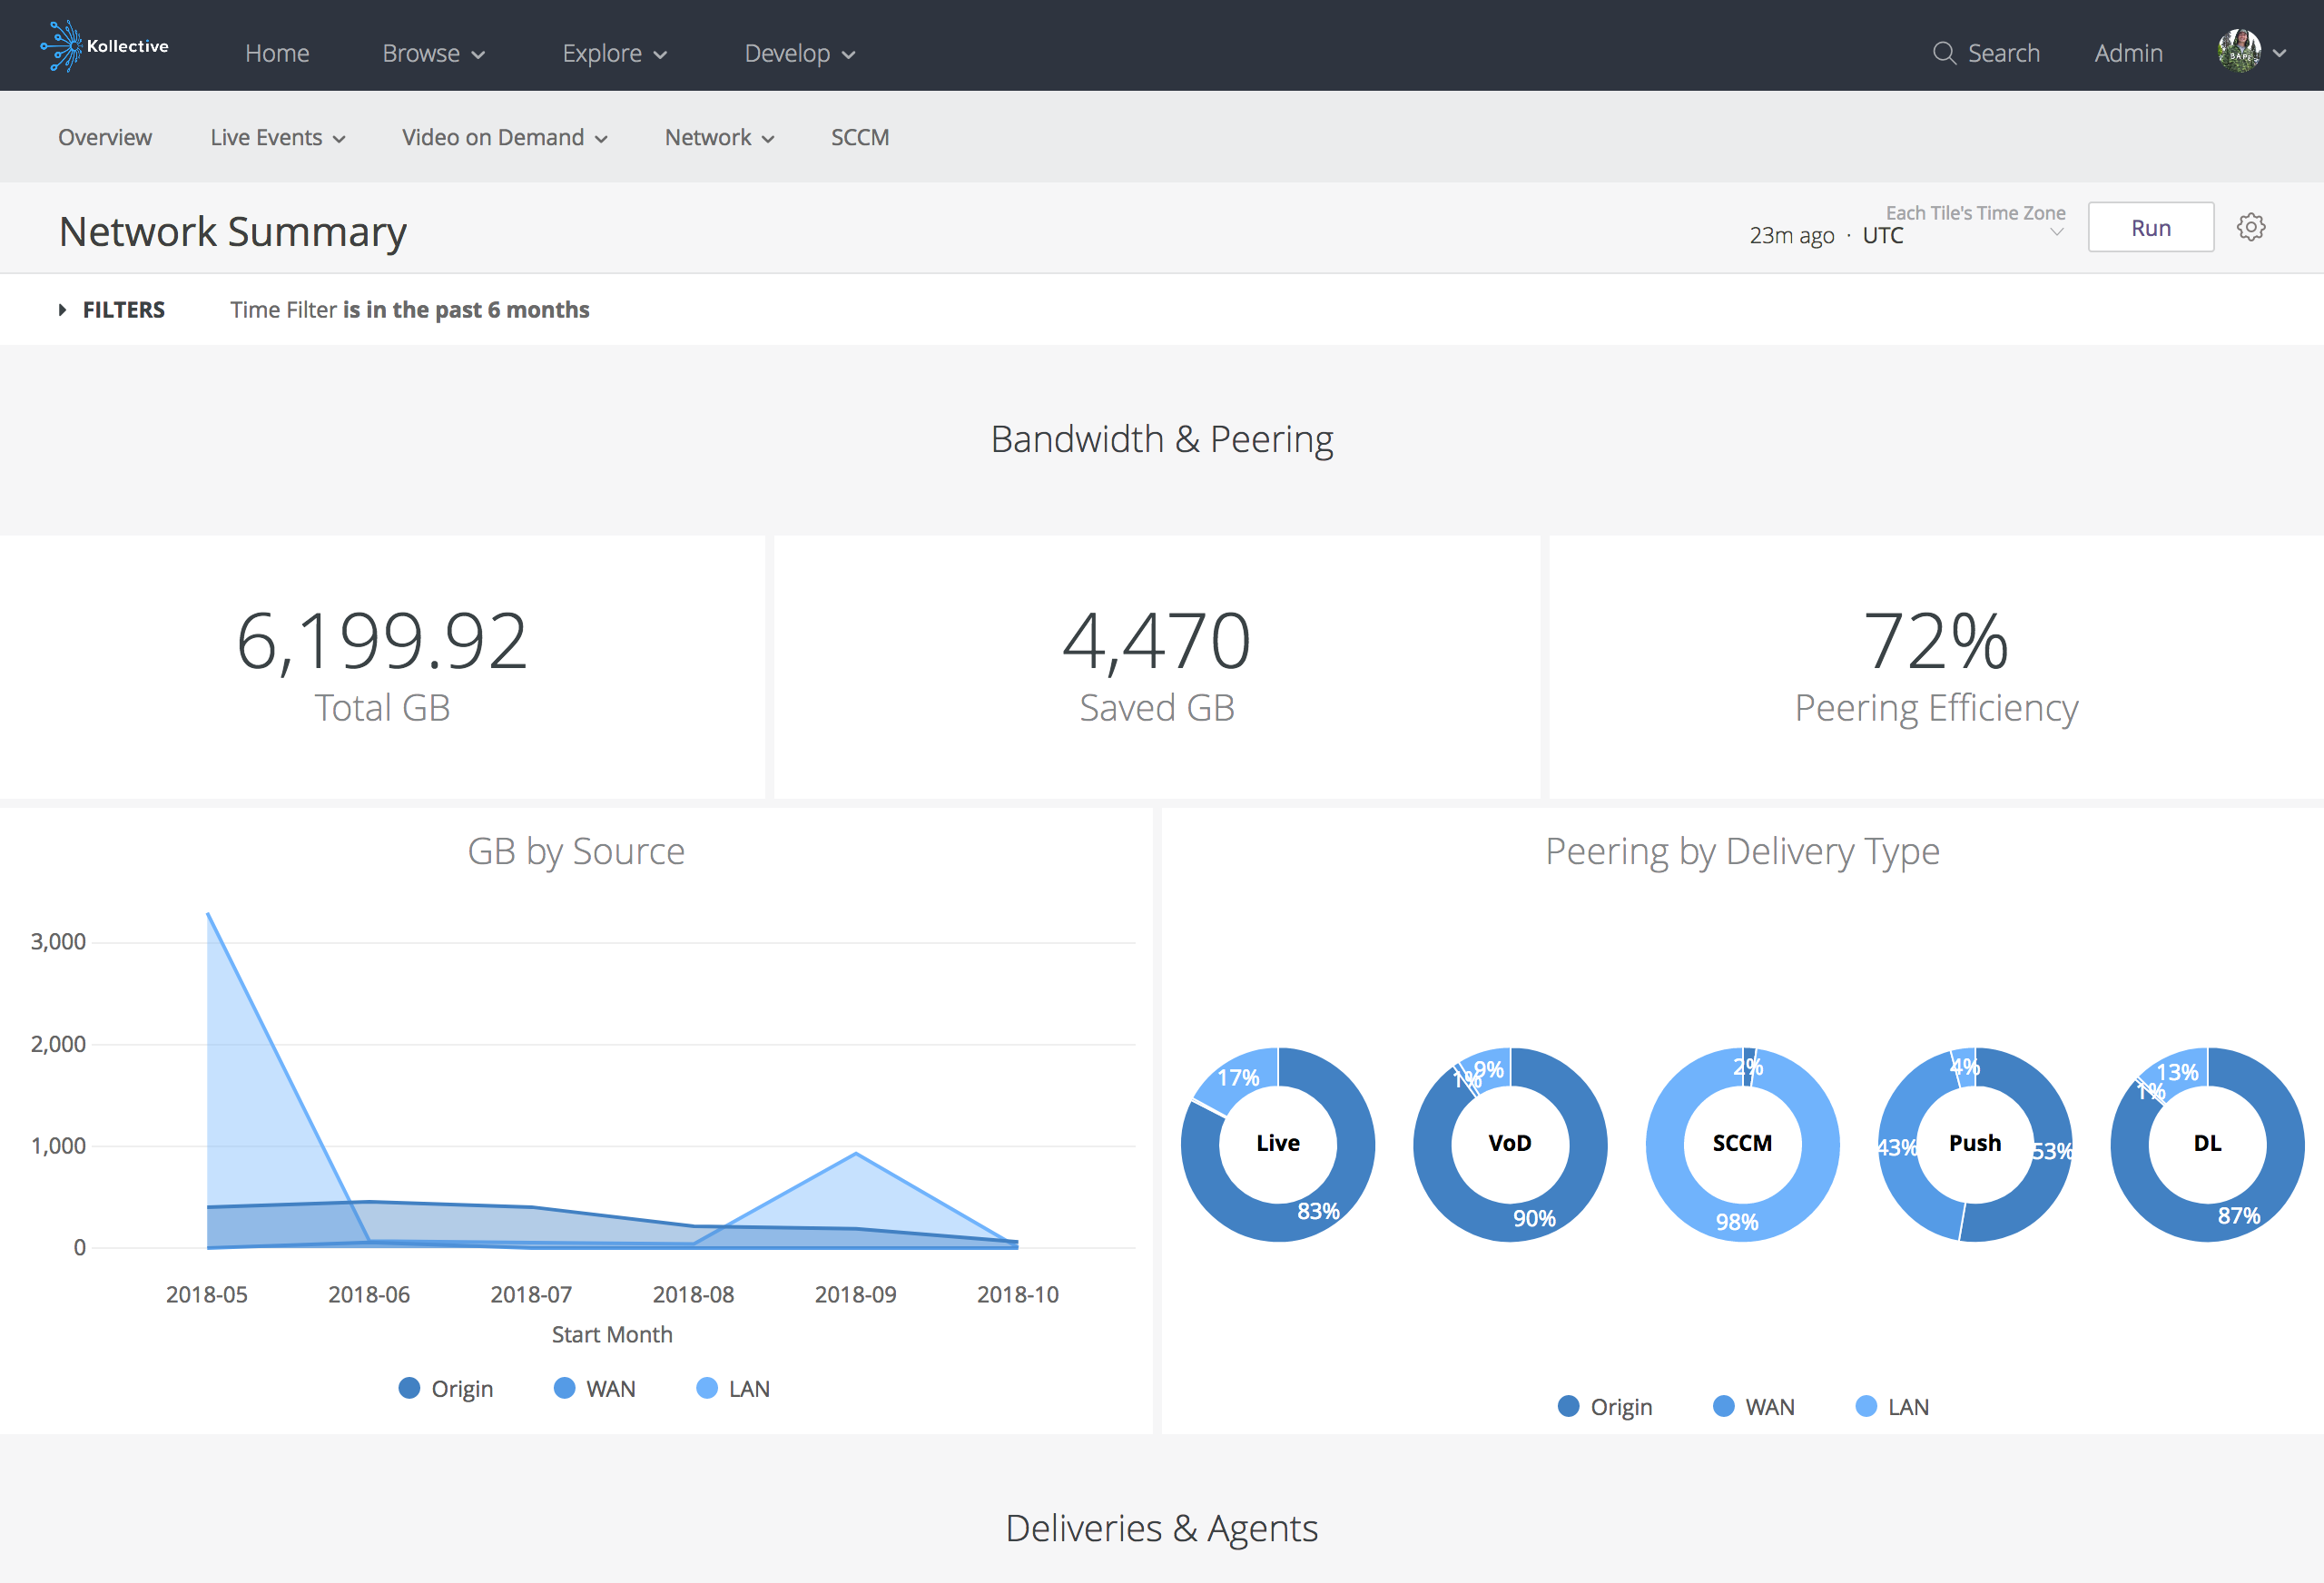 Kollective Home Browse Explore Develop Search Admin
Overview Live Events Video on Demand Network SCCM
Network Summary
Each Tile's Time Zone
23m ago · UTC
Run
FILTERS Time Filter is in the past 6 months
Bandwidth & Peering
6,199.92
Total GB
4,470
Saved GB
72%
Peering Efficiency
GB by Source
3,000
2,000
1,000
0
2018-05 2018-06 2018-07 2018-08 2018-09 2018-10
Start Month
Origin WAN LAN
Peering by Delivery Type
17%
Live
83%
9%
1%
VoD
90%
2%
SCCM
98%
4%
43%
Push
53%
13%
1%
DL
87%
Origin WAN LAN
Deliveries & Agents